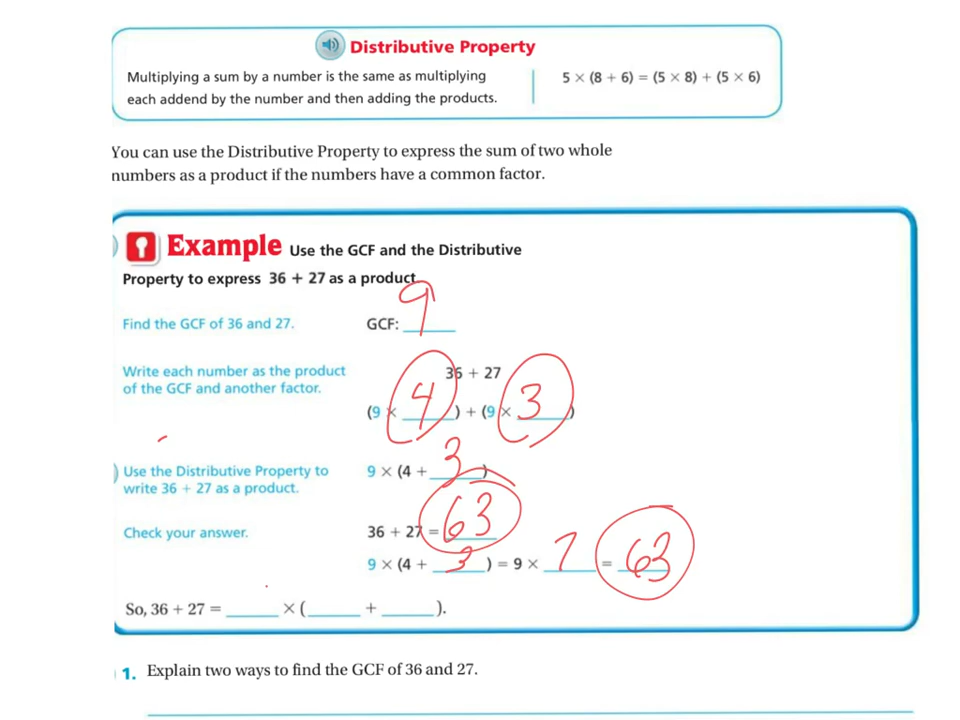 Distributive Property
Multiplying a sum by a number is the same as multiplying
each addend by the number and then adding the products.
5 × (8 + 6) = (5 × 8) + (5 × 6)
You can use the Distributive Property to express the sum of two whole
numbers as a product if the numbers have a common factor.
Example Use the GCF and the Distributive
Property to express 36 + 27 as a product.
Find the GCF of 36 and 27. GCF: 9
Write each number as the product 36 + 27
of the GCF and another factor.
(9 × 4) + (9 × 3)
Use the Distributive Property to 9 × (4 + 3)
write 36 + 27 as a product.
Check your answer. 36 + 27 = 63
9 × (4 + 3) = 9 × 7 = 63
So, 36 + 27 = ______ × (______ + ______).
1. Explain two ways to find the GCF of 36 and 27.